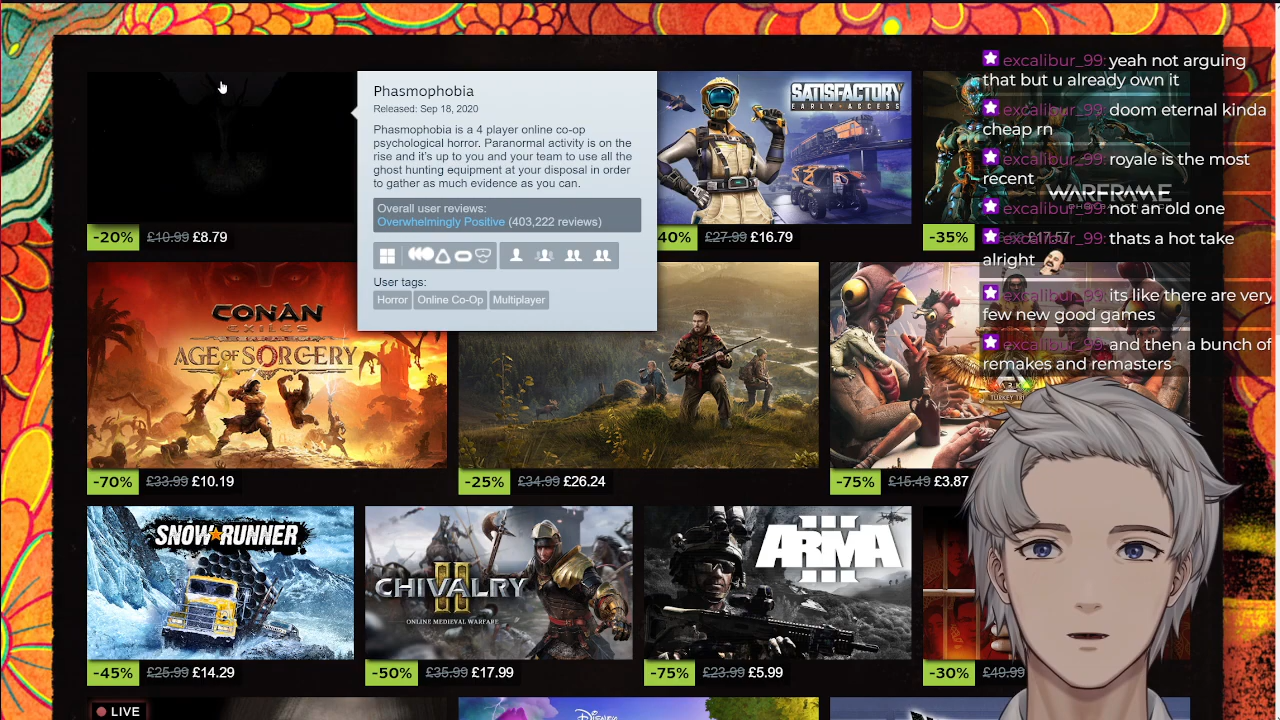 Phasmophobia
Released: Sep 18, 2020
Phasmophobia is a 4 player online co-op
psychological horror. Paranormal activity is on the
rise and it's up to you and your team to use all the
ghost hunting equipment at your disposal in order
to gather as much evidence as you can.
Overall user reviews:
Overwhelmingly Positive (403,222 reviews)
User tags:
Horror Online Co-Op Multiplayer
-20% £10.99 £8.79
SATISFACTORY
EARLY ACCESS
40% £27.99 £16.79
WARFRAME
-35% £17.57
excalibur_99: yeah not arguing
that but u already own it
excalibur_99: doom eternal kinda
cheap rn
excalibur_99: royale is the most
recent
excalibur_99: not an old one
excalibur_99: thats a hot take
alright
excalibur_99: its like there are very
few new good games
excalibur_99: and then a bunch of
remakes and remasters
CONAN
EXILES
AGE OF SORCERY
-70% £33.99 £10.19
-25% £34.99 £26.24
-75% £15.49 £3.87
SNOWRUNNER
-45% £25.99 £14.29
CHIVALRY
II
ONLINE MEDIEVAL WARFARE
-50% £35.99 £17.99
III
ARMA
III
-75% £23.99 £5.99
-30% £49.99
LIVE
Disney